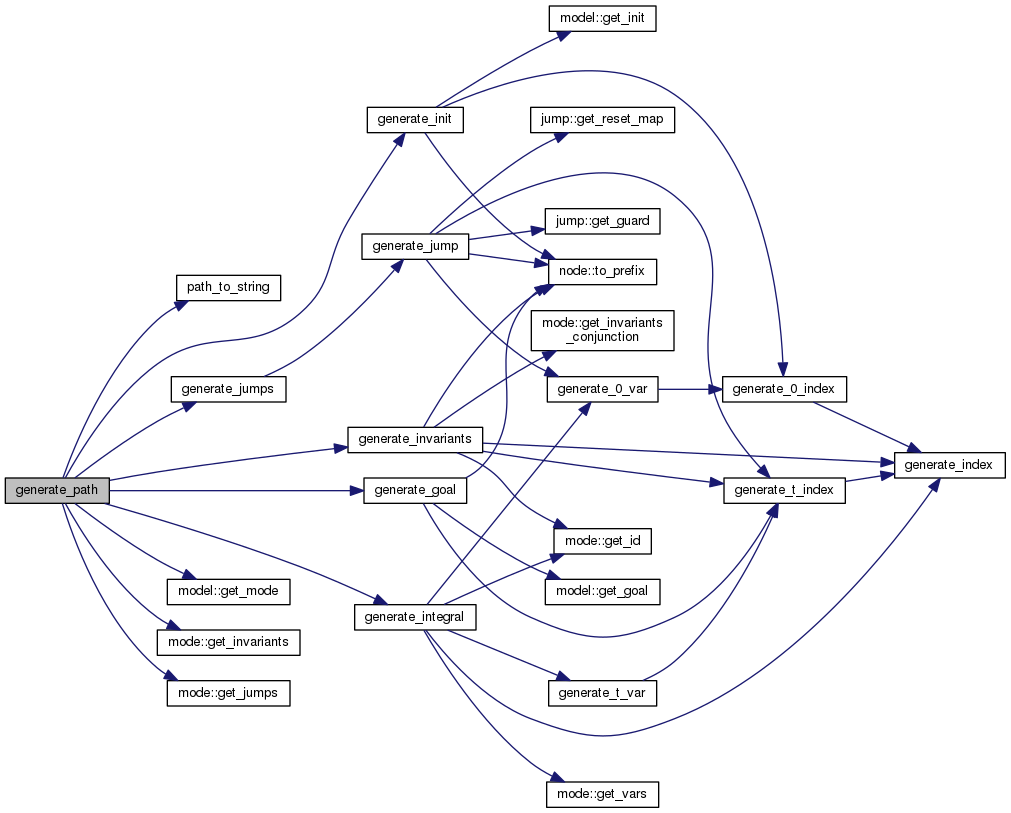 model::get_init
generate_init
jump::get_reset_map
jump::get_guard
generate_jump
node::to_prefix
path_to_string
mode::get_invariants
_conjunction
generate_jumps
generate_0_var
generate_0_index
generate_invariants
generate_index
generate_path
generate_goal
generate_t_index
mode::get_id
model::get_mode
model::get_goal
generate_integral
mode::get_invariants
mode::get_jumps
generate_t_var
mode::get_vars